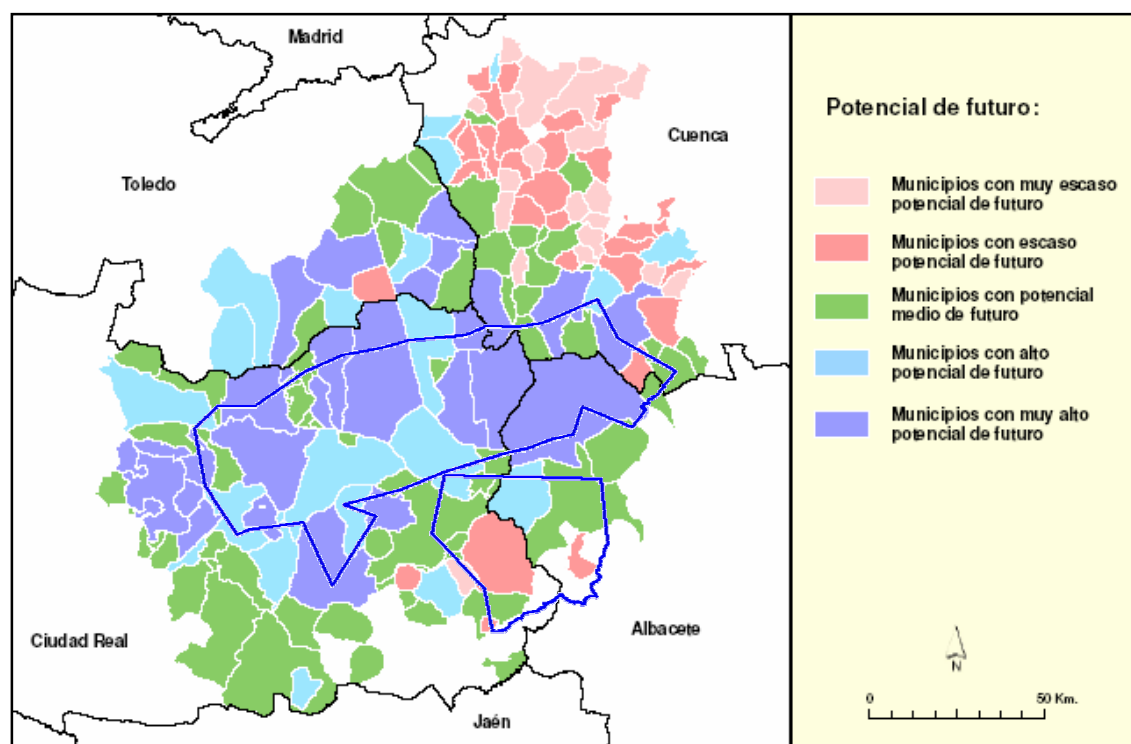 Madrid
Cuenca
Toledo
Ciudad Real
Albacete
Jaén
Potencial de futuro:
Municipios con muy escaso
potencial de futuro
Municipios con escaso
potencial de futuro
Municipios con potencial
medio de futuro
Municipios con alto
potencial de futuro
Municipios con muy alto
potencial de futuro
N
0 50 Km.